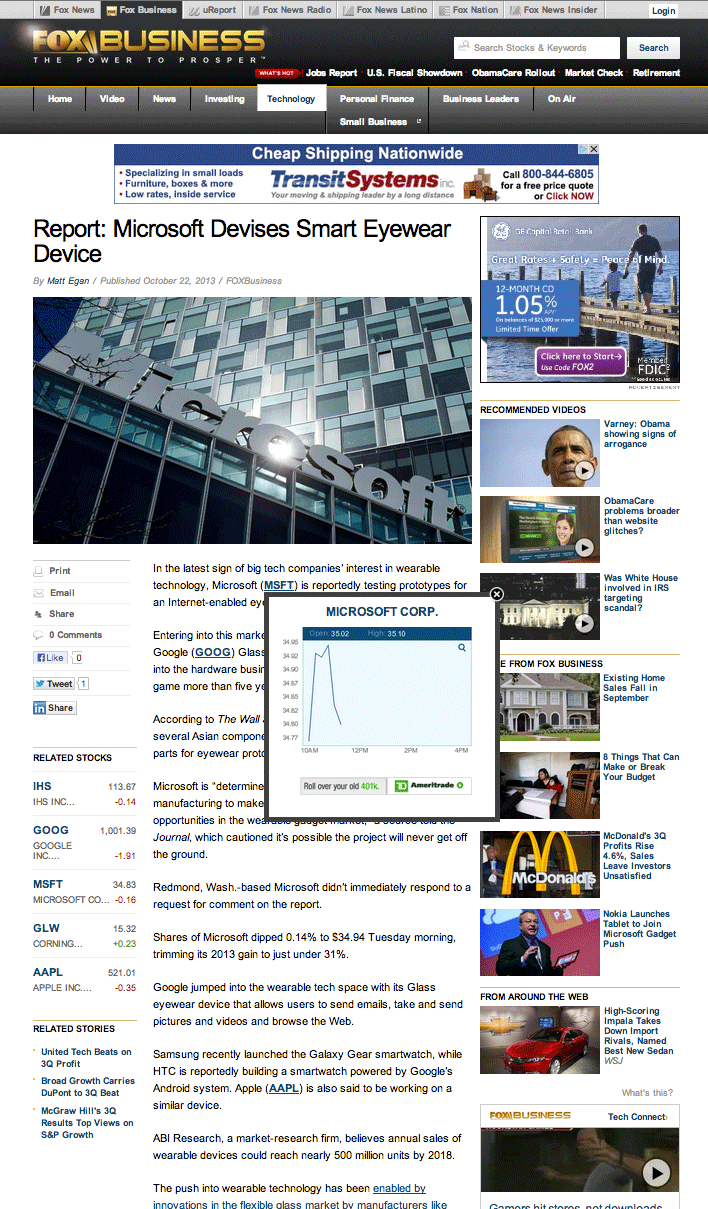 Fox News
Fox Business
uReport
Fox News Radio
Fox News Latino
Fox Nation
Fox News Insider
Login
FOX BUSINESS
THE POWER TO PROSPER
Search Stocks & Keywords
Search
WHAT'S HOT
Jobs Report
U.S. Fiscal Showdown
ObamaCare Rollout
Market Check
Retirement
Home
Video
News
Investing
Technology
Personal Finance
Business Leaders
On Air
Small Business
Cheap Shipping Nationwide
• Specializing in small loads
• Furniture, boxes & more
• Low rates, inside service
TransitSystems inc.
Your moving & shipping leader by a long distance
Call 800-844-6805
for a free price quote
or Click NOW
Report: Microsoft Devises Smart Eyewear
Device
By Matt Egan / Published October 22, 2013 / FOXBusiness
Microsoft
GE Capital Retail Bank
Great Rates + Safety = Peace of Mind.
12-MONTH CD
1.05% APY
On balances of $25,000 or more
Limited Time Offer
Click here to Start→
Use Code FOX2
Member
FDIC
ADVERTISEMENT
Print
Email
Share
0 Comments
Like 0
Tweet 1
Share
RELATED STOCKS
IHS 113.67
IHS INC... -0.14
GOOG 1,001.39
GOOGLE
INC.... -1.91
MSFT 34.83
MICROSOFT CO... -0.16
GLW 15.32
CORNING... +0.23
AAPL 521.01
APPLE INC.... -0.35
RELATED STORIES
United Tech Beats on
3Q Profit
Broad Growth Carries
DuPont to 3Q Beat
McGraw Hill's 3Q
Results Top Views on
S&P Growth
In the latest sign of big tech companies' interest in wearable
technology, Microsoft (MSFT) is reportedly testing prototypes for
an Internet-enabled eye
Entering into this marke
Google (GOOG) Glass
into the hardware busin
game more than five ye
According to The Wall
several Asian compone
parts for eyewear proto
Microsoft is "determine
manufacturing to make
opportunities in the wearable gadget market," a source told the
Journal, which cautioned it's possible the project will never get off
the ground.
Redmond, Wash.-based Microsoft didn't immediately respond to a
request for comment on the report.
Shares of Microsoft dipped 0.14% to $34.94 Tuesday morning,
trimming its 2013 gain to just under 31%.
Google jumped into the wearable tech space with its Glass
eyewear device that allows users to send emails, take and send
pictures and videos and browse the Web.
Samsung recently launched the Galaxy Gear smartwatch, while
HTC is reportedly building a smartwatch powered by Google's
Android system. Apple (AAPL) is also said to be working on a
similar device.
ABI Research, a market-research firm, believes annual sales of
wearable devices could reach nearly 500 million units by 2018.
The push into wearable technology has been enabled by
innovations in the flexible glass market by manufacturers like
MICROSOFT CORP.
Open: 35.02 High: 35.10
34.95
34.92
34.90
34.87
34.85
34.82
34.80
34.77
10AM 12PM 2PM 4PM
Roll over your old 401k.
TD Ameritrade
RECOMMENDED VIDEOS
Varney: Obama
showing signs of
arrogance
ObamaCare
problems broader
than website
glitches?
Was White House
involved in IRS
targeting
scandal?
E FROM FOX BUSINESS
Existing Home
Sales Fall in
September
8 Things That Can
Make or Break
Your Budget
McDonald's
McDonald's 3Q
Profits Rise
4.6%, Sales
Leave Investors
Unsatisfied
Nokia Launches
Tablet to Join
Microsoft Gadget
Push
FROM AROUND THE WEB
High-Scoring
Impala Takes
Down Import
Rivals, Named
Best New Sedan
WSJ
What's this?
FOX BUSINESS
Tech Connect
Gamers hit stores, not downloads